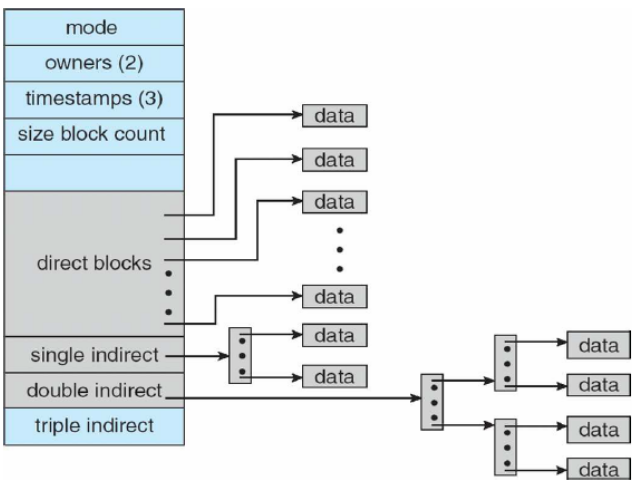 mode
owners (2)
timestamps (3)
size block count
data
data
data
direct blocks
data
data
single indirect
data
data
double indirect
data
triple indirect
data
data